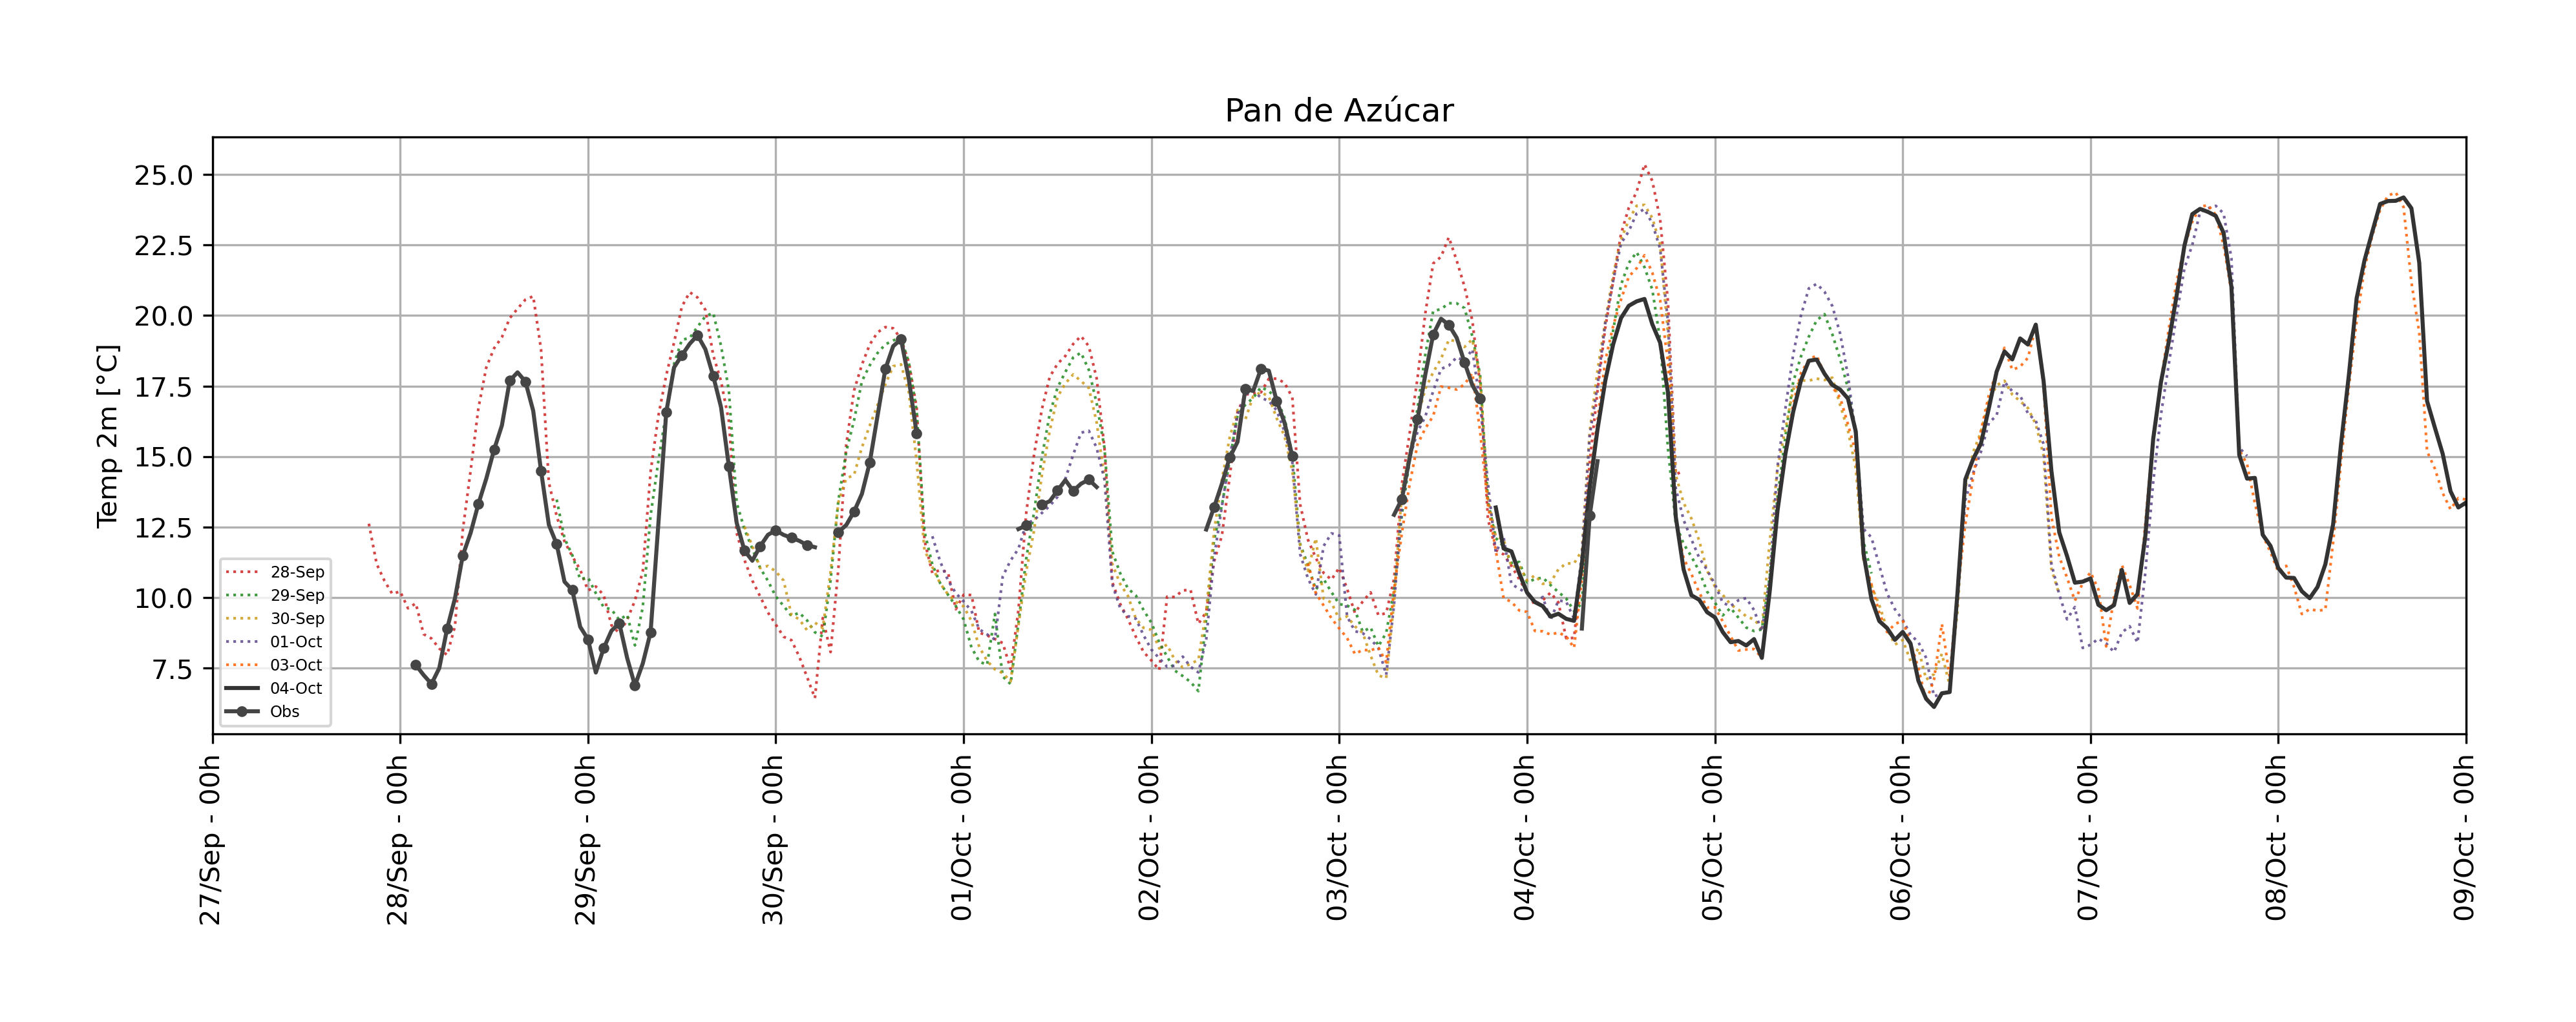 Pan de Azúcar
Temp 2m [°C]
25.0
22.5
20.0
17.5
15.0
12.5
10.0
7.5
28-Sep
29-Sep
30-Sep
01-Oct
03-Oct
04-Oct
Obs
27/Sep - 00h
28/Sep - 00h
29/Sep - 00h
30/Sep - 00h
01/Oct - 00h
02/Oct - 00h
03/Oct - 00h
04/Oct - 00h
05/Oct - 00h
06/Oct - 00h
07/Oct - 00h
08/Oct - 00h
09/Oct - 00h